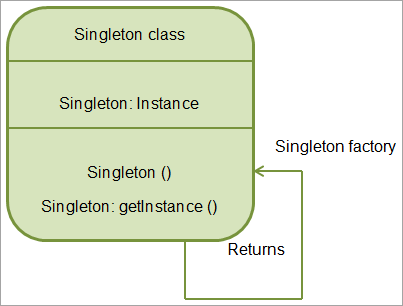 Singleton class
Singleton: Instance
Singleton ()
Singleton: getInstance ()
Singleton factory
Returns